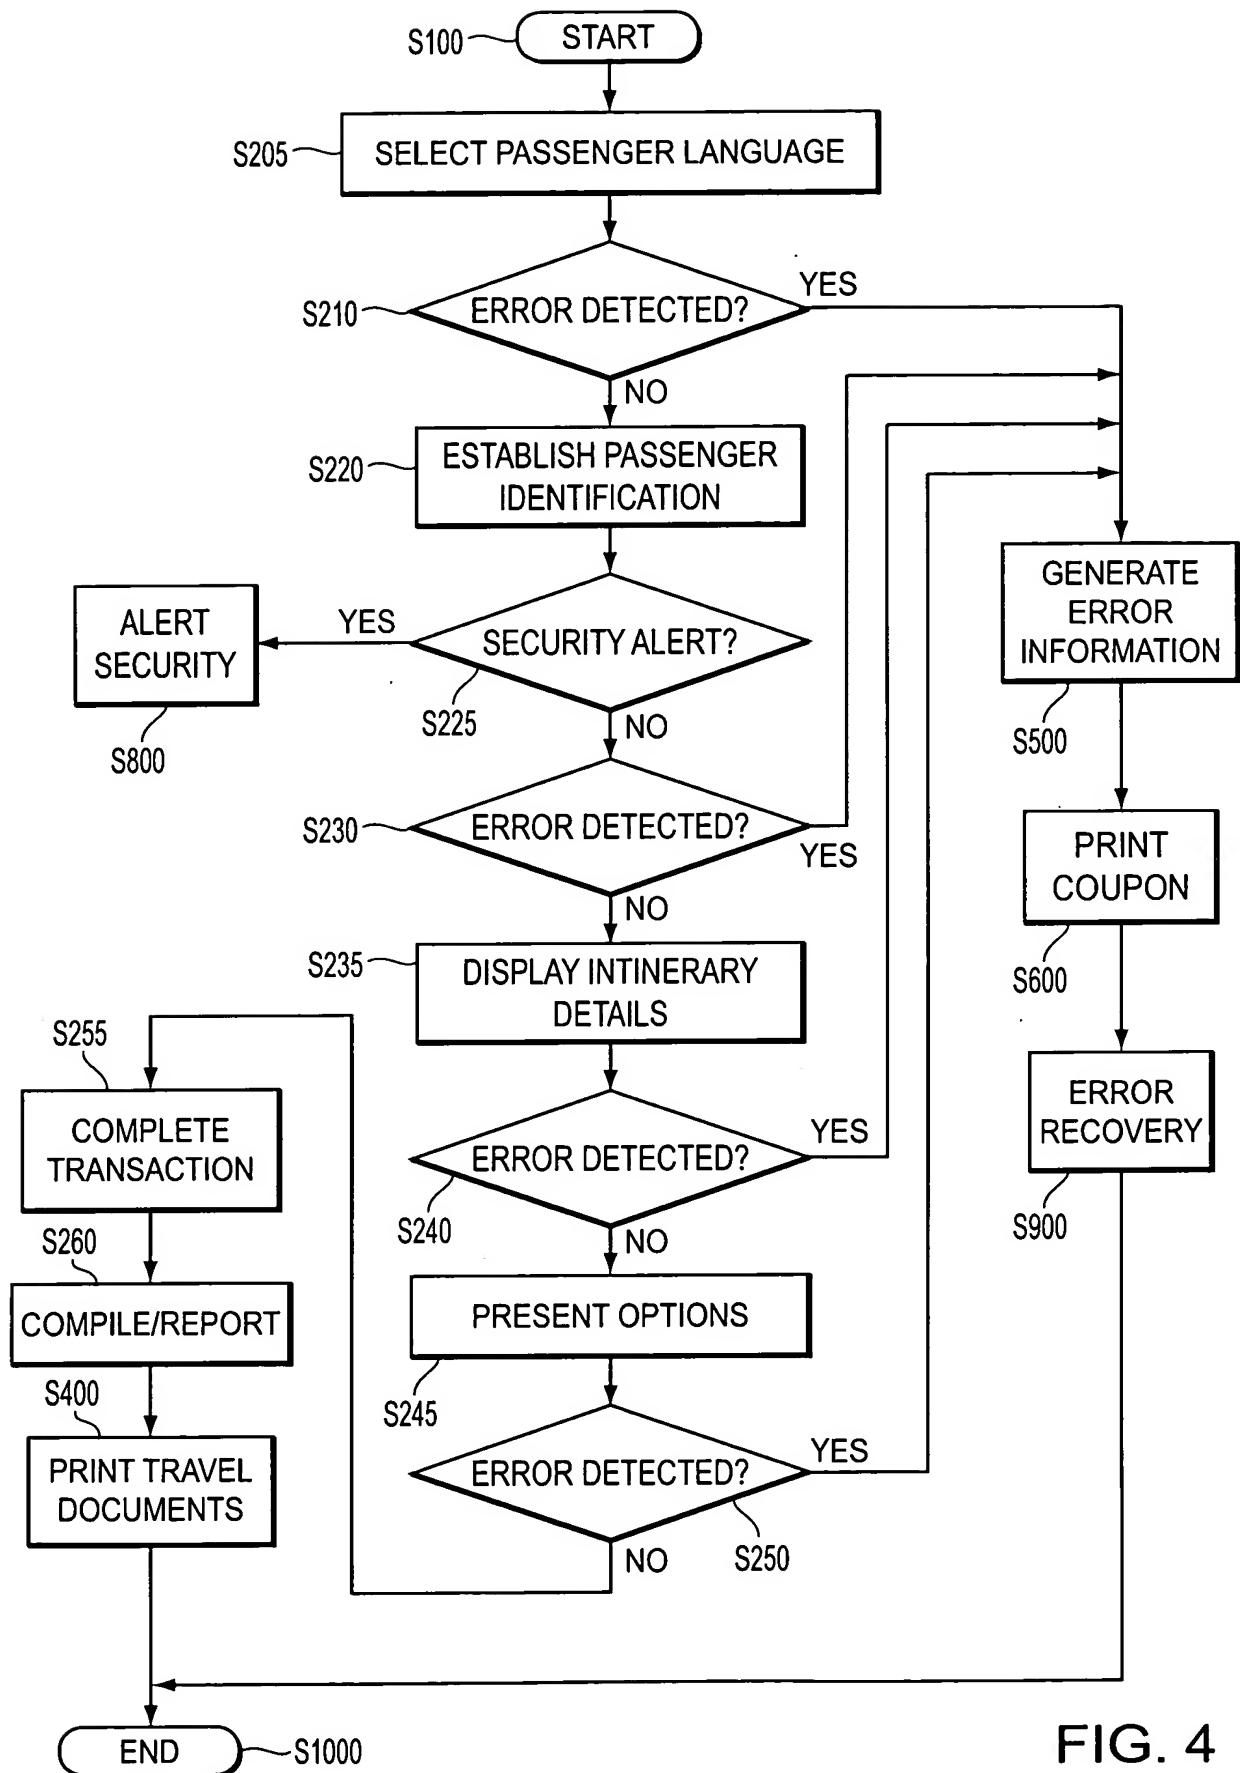 S100
START
S205
SELECT PASSENGER LANGUAGE
S210
ERROR DETECTED?
YES
NO
S220
ESTABLISH PASSENGER
IDENTIFICATION
ALERT
SECURITY
S800
YES
SECURITY ALERT?
S225
NO
GENERATE
ERROR
INFORMATION
S500
S230
ERROR DETECTED?
YES
NO
PRINT
COUPON
S600
S235
DISPLAY INTINERARY
DETAILS
S255
COMPLETE
TRANSACTION
ERROR DETECTED?
YES
S240
NO
ERROR
RECOVERY
S900
S260
COMPILE/REPORT
PRESENT OPTIONS
S245
S400
PRINT TRAVEL
DOCUMENTS
ERROR DETECTED?
YES
S250
NO
END
S1000
FIG. 4